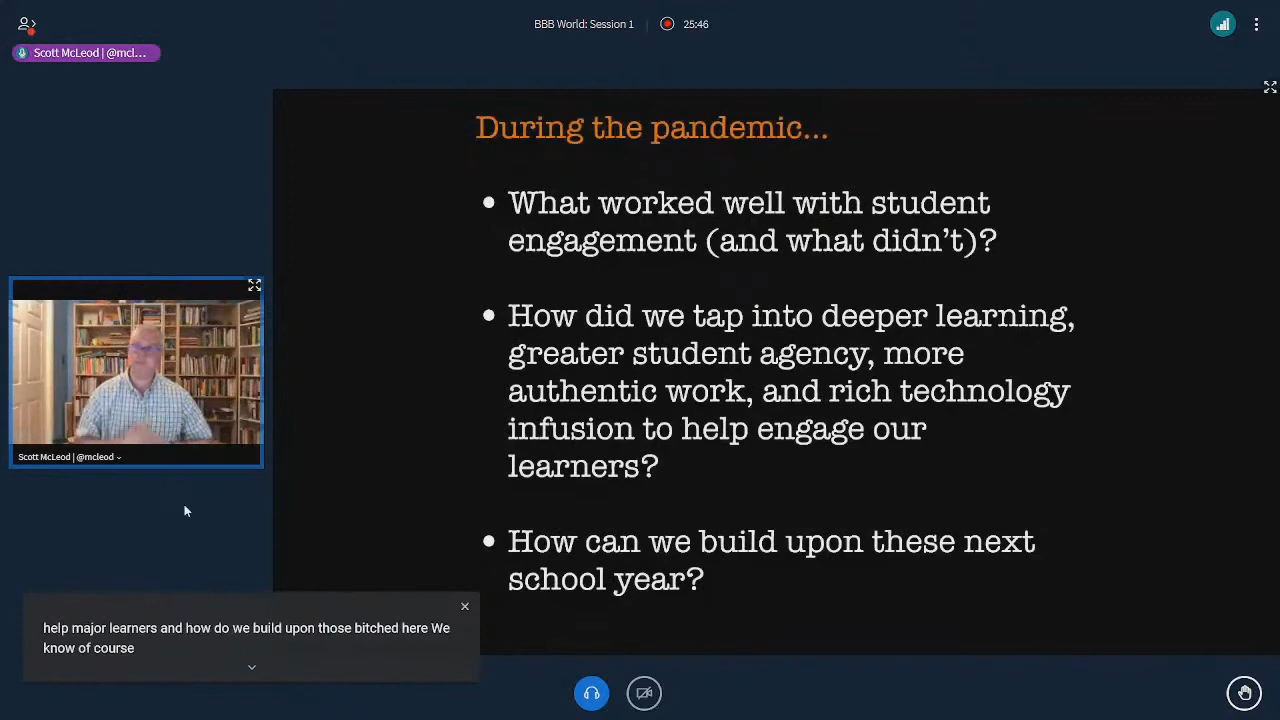 BBB World: Session 1
25:46
Scott McLeod | @mcl...
During the pandemic...
• What worked well with student
engagement (and what didn't)?
• How did we tap into deeper learning,
greater student agency, more
authentic work, and rich technology
infusion to help engage our
learners?
• How can we build upon these next
school year?
Scott McLeod | @mcleod
help major learners and how do we build upon those bitched here We
know of course